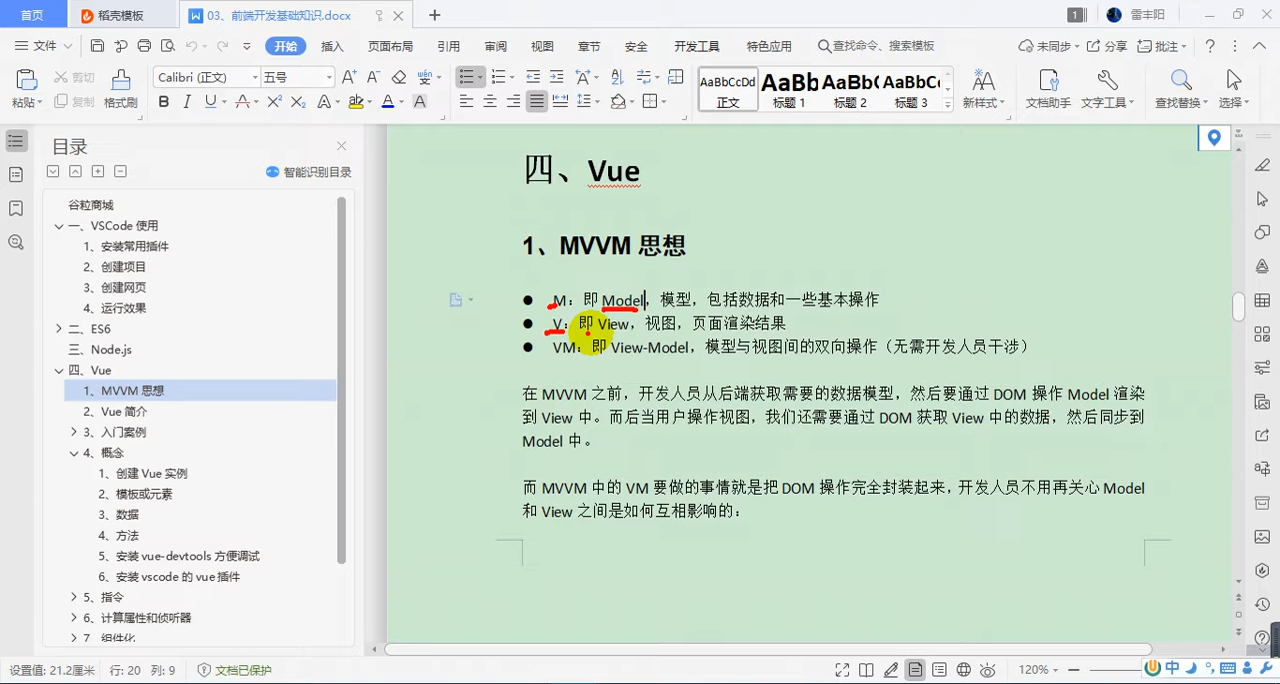 首页
稻壳模板
03、前端开发基础知识.docx
1
雷丰阳
文件
开始
插入
页面布局
引用
审阅
视图
章节
安全
开发工具
特色应用
查找命令、搜索模板
未同步
分享
批注
粘贴
剪切
复制
格式刷
Calibri (正文)
五号
AaBbCcDd
正文
AaBb
标题 1
AaBb(
标题 2
AaBbC(
标题 3
新样式
文档助手
文字工具
查找替换
选择
目录
智能识别目录
谷粒商城
一、VSCode 使用
1、安装常用插件
2、创建项目
3、创建网页
4、运行效果
二、ES6
三、Node.js
四、Vue
1、MVVM 思想
2、Vue 简介
3、入门案例
4、概念
1、创建 Vue 实例
2、模板或元素
3、数据
4、方法
5、安装 vue-devtools 方便调试
6、安装 vscode 的 vue 插件
5、指令
6、计算属性和侦听器
7、组件化
四、Vue
1、MVVM 思想
M：即 Model，模型，包括数据和一些基本操作
V：即 View，视图，页面渲染结果
VM：即 View-Model，模型与视图间的双向操作（无需开发人员干涉）
在 MVVM 之前，开发人员从后端获取需要的数据模型，然后要通过 DOM 操作 Model 渲染
到 View 中。而后当用户操作视图，我们还需要通过 DOM 获取 View 中的数据，然后同步到
Model 中。
而 MVVM 中的 VM 要做的事情就是把 DOM 操作完全封装起来，开发人员不用再关心 Model
和 View 之间是如何互相影响的：
设置值: 21.2厘米
行: 20
列: 9
文档已保护
120%
中